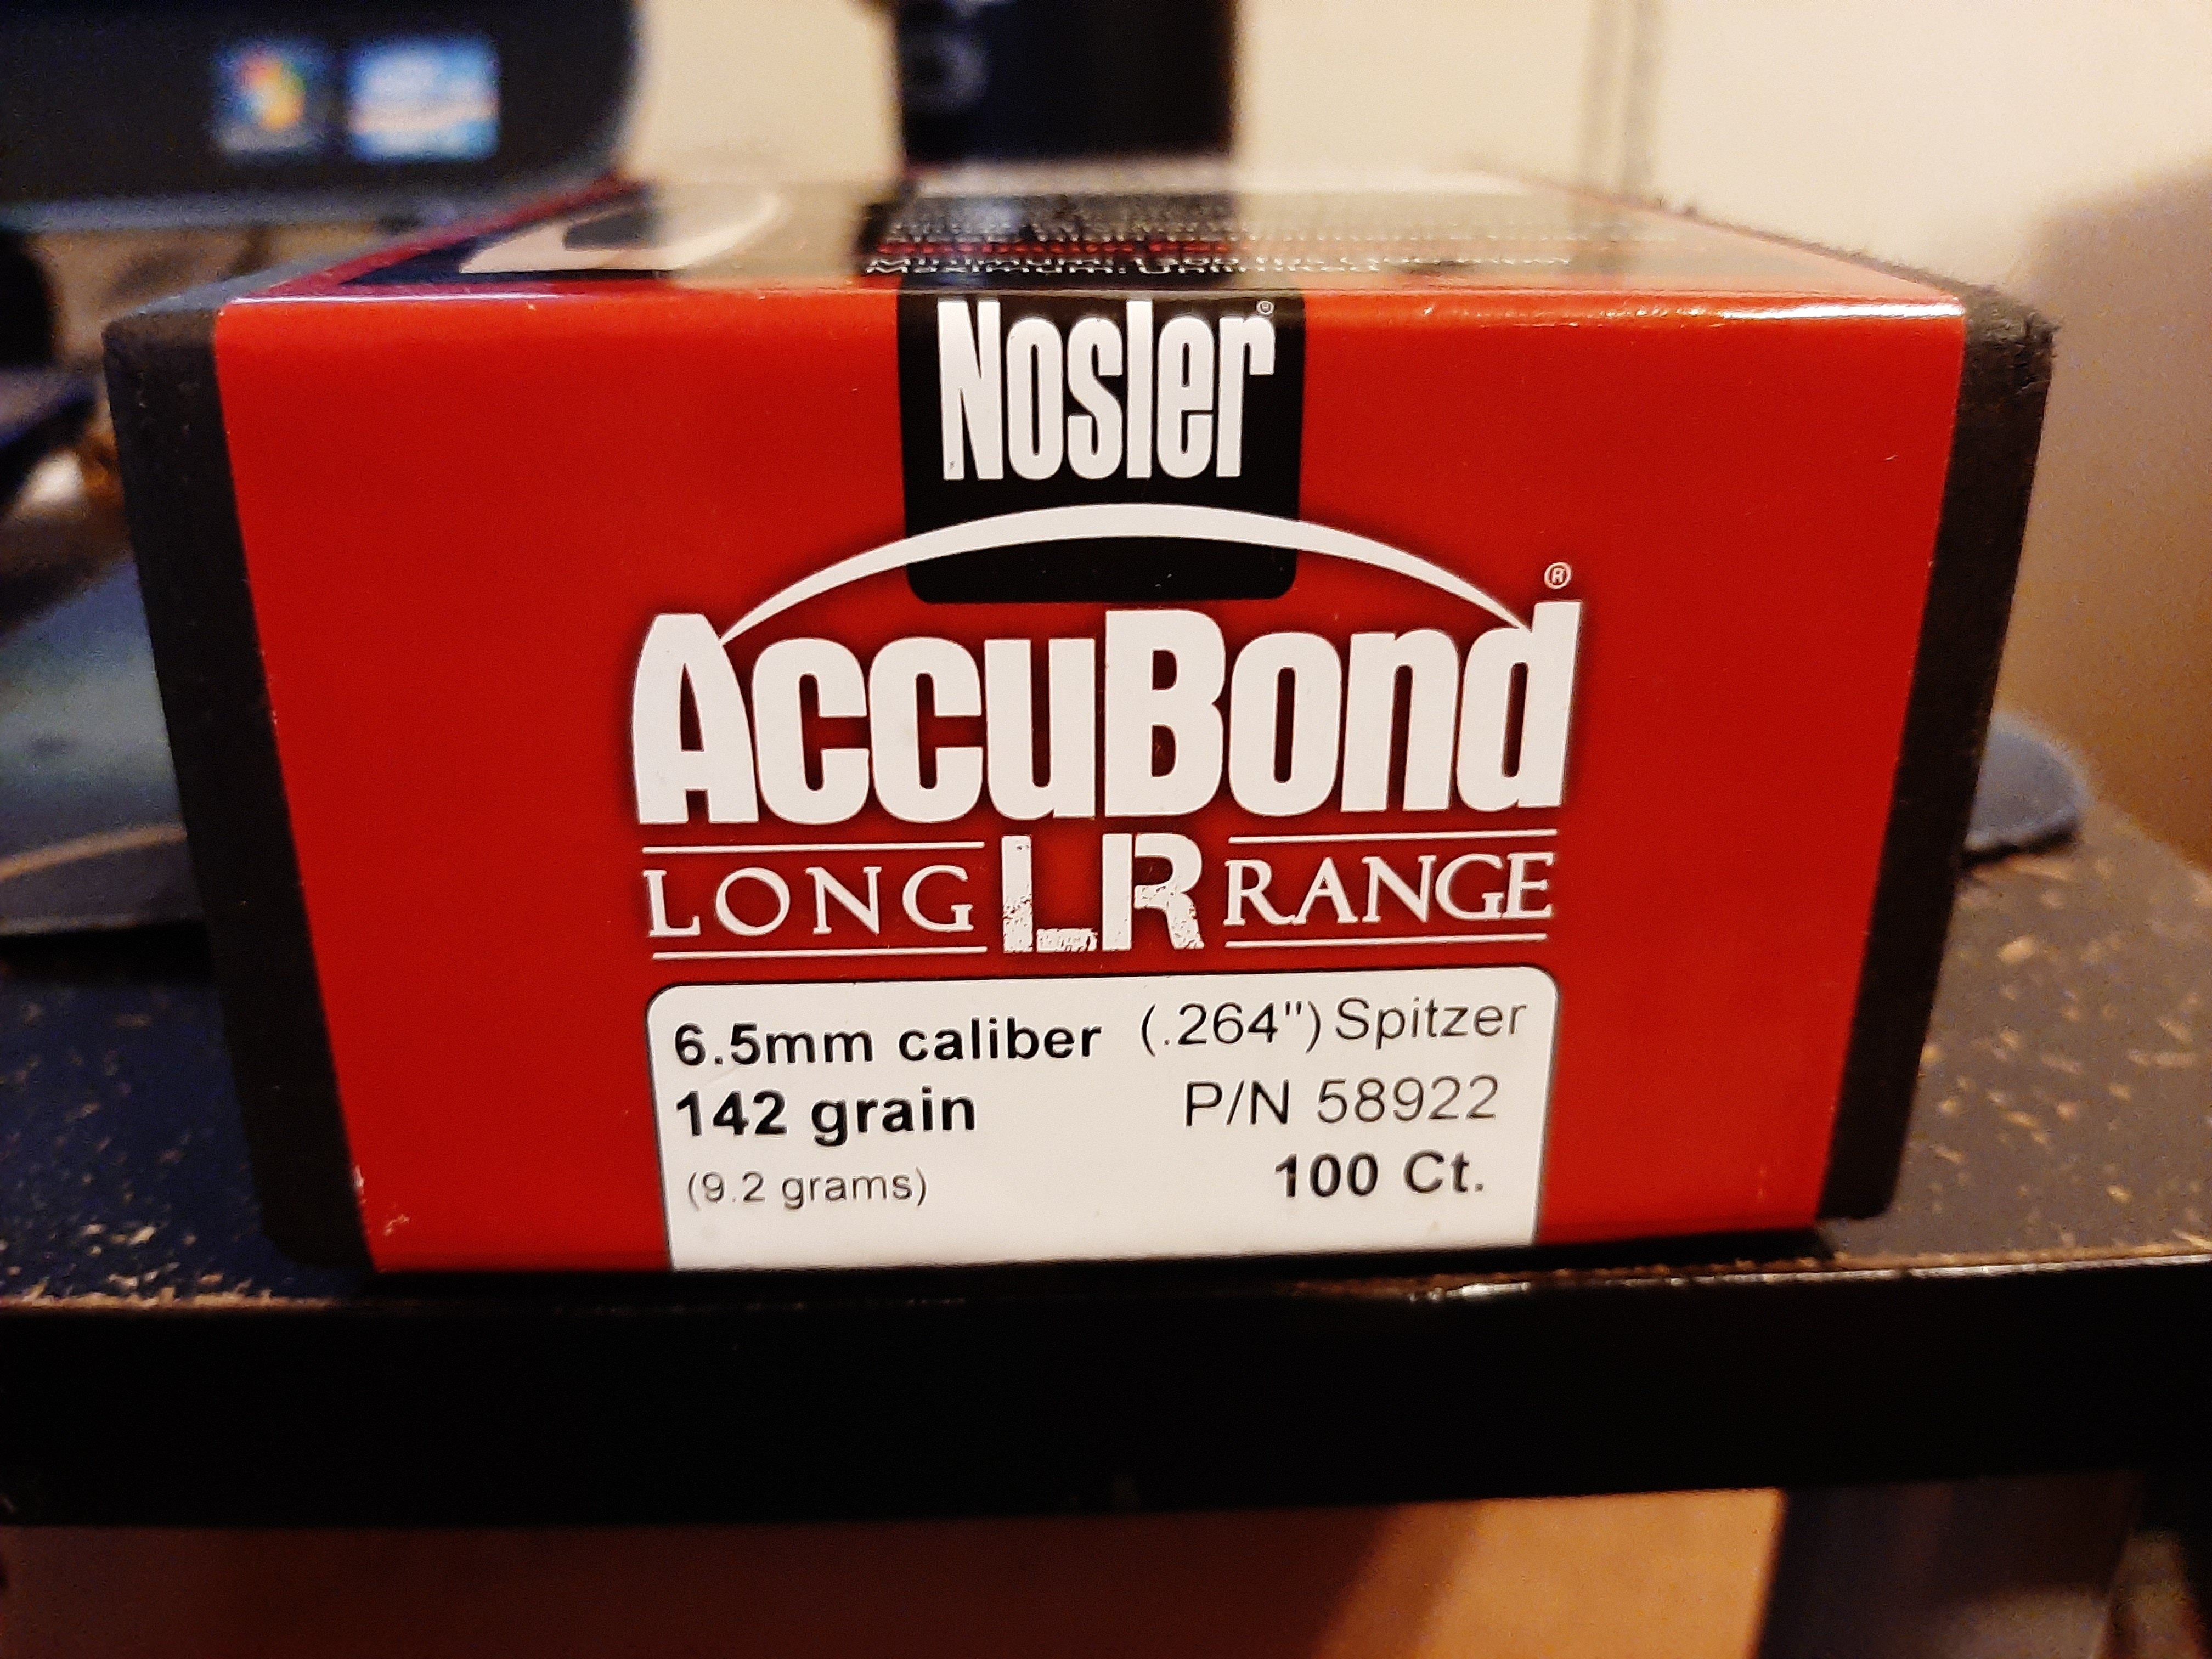 Nosler®
AccuBond®
LONG LR RANGE
6.5mm caliber (.264") Spitzer
142 grain P/N 58922
(9.2 grams) 100 Ct.